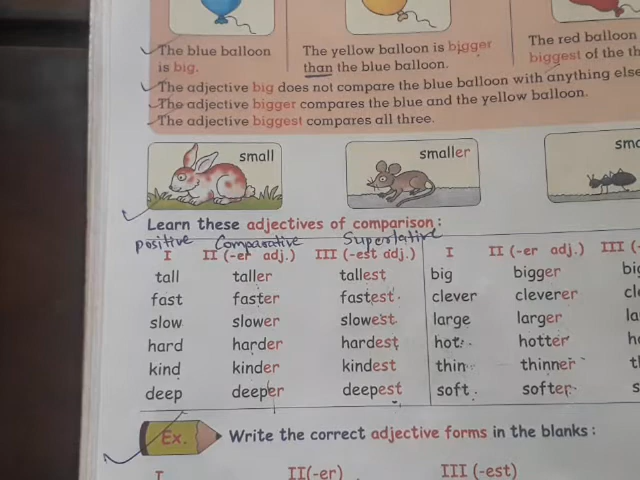 The blue balloon
is big.
The yellow balloon is bigger
than the blue balloon.
The red balloon
biggest of the
The adjective big does not compare the blue balloon with anything else
The adjective bigger compares the blue and the yellow balloon.
The adjective biggest compares all three.
small
smaller
Learn these adjectives of comparison:
positive Comparative Superlative
I II (-er adj.) III (-est adj.) I II (-er adj.) III
tall taller tallest big bigger
fast faster fastest clever cleverer
slow slower slowest large larger
hard harder hardest hot hotter
kind kinder kindest thin thinner
deep deeper deepest soft softer
Ex. Write the correct adjective forms in the blanks:
I II(-er) III (-est)